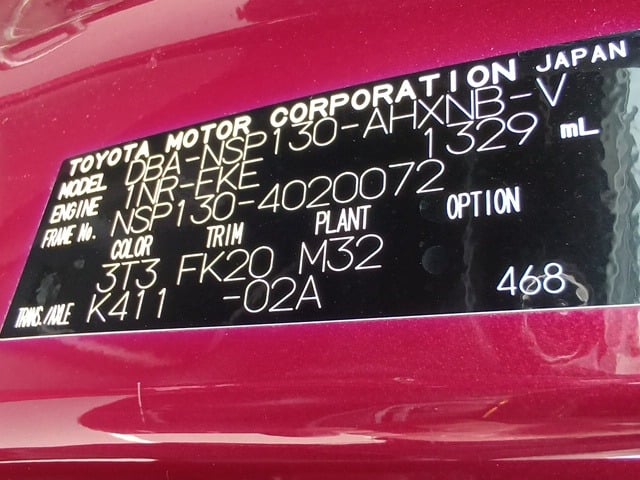 TOYOTA MOTOR CORPORATION JAPAN
MODEL DBA-NSP130-AHXNB-V
ENGINE 1NR-FKE 1329 mL
FRAME No. NSP130-4020072
COLOR TRIM PLANT OPTION
3T3 FK20 M32
TRANS./AXLE K411 -02A 468